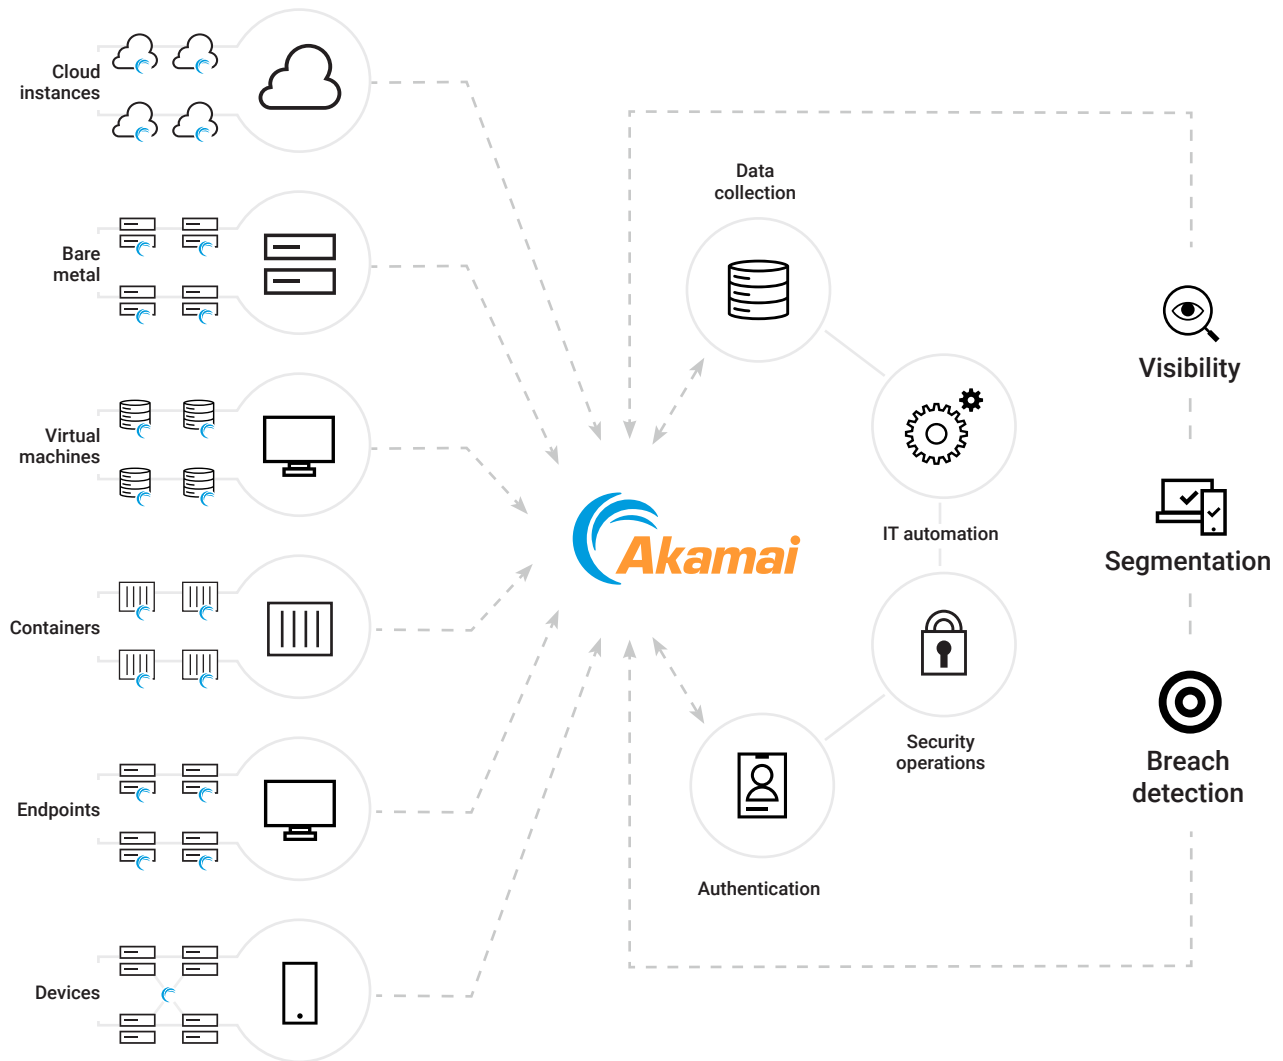 Cloud
instances
Bare
metal
Virtual
machines
Containers
Endpoints
Devices
Akamai
Data
collection
IT automation
Security
operations
Authentication
Visibility
Segmentation
Breach
detection